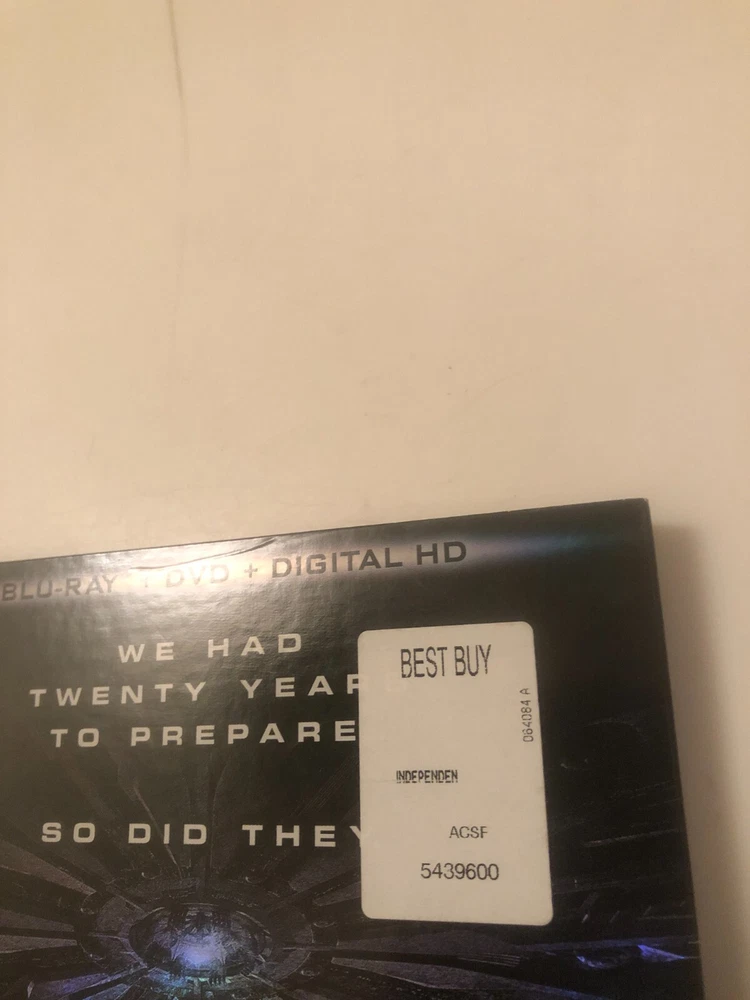 BLU-RAY + DVD + DIGITAL HD
WE HAD
TWENTY YEAR
TO PREPARE
SO DID THEY
BEST BUY
064084 A
INDEPENDEN
ACSF
5439600